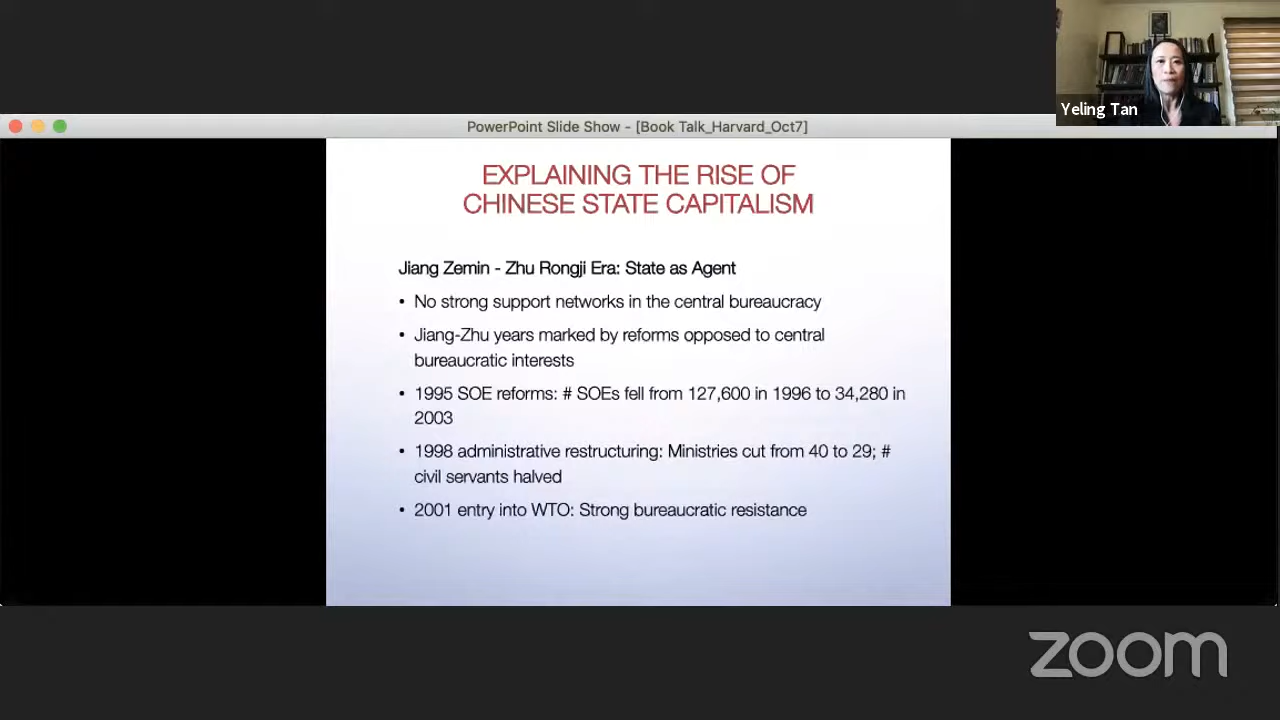 Yeling Tan
PowerPoint Slide Show - [Book Talk_Harvard_Oct7]
EXPLAINING THE RISE OF
CHINESE STATE CAPITALISM
Jiang Zemin - Zhu Rongji Era: State as Agent
• No strong support networks in the central bureaucracy
• Jiang-Zhu years marked by reforms opposed to central
bureaucratic interests
• 1995 SOE reforms: # SOEs fell from 127,600 in 1996 to 34,280 in
2003
• 1998 administrative restructuring: Ministries cut from 40 to 29; #
civil servants halved
• 2001 entry into WTO: Strong bureaucratic resistance
zoom